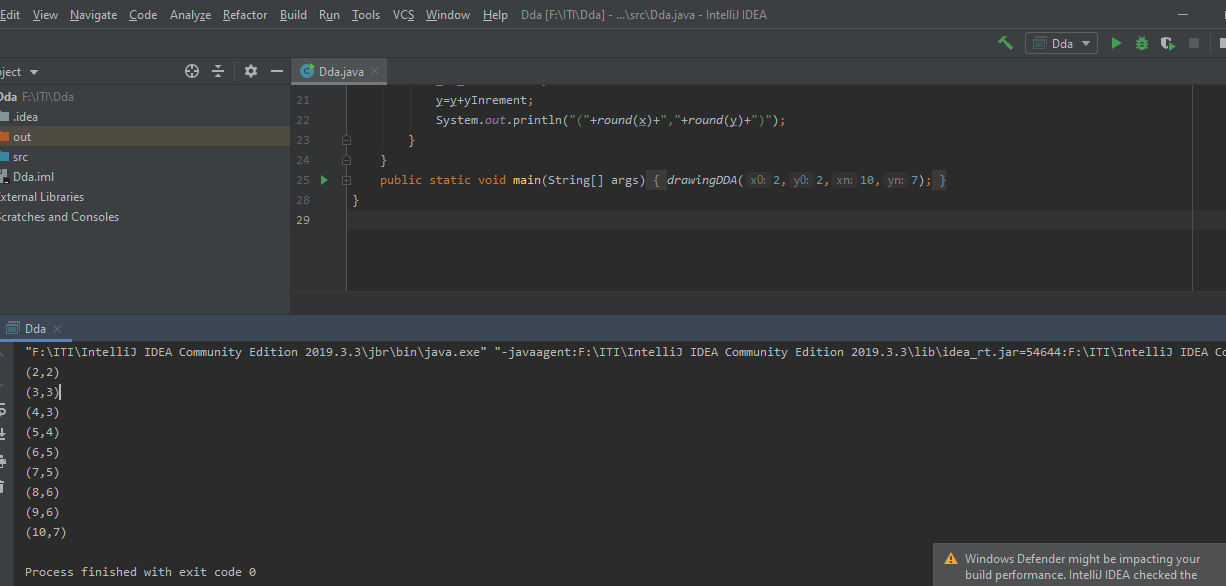 Edit View Navigate Code Analyze Refactor Build Run Tools VCS Window Help Dda [F:\ITI\Dda] - ...\src\Dda.java - IntelliJ IDEA
Dda
ject
Dda.java
Dda F:\ITI\Dda
.idea
out
src
Dda.iml
xternal Libraries
cratches and Consoles
21 y=y+yInrement;
22 System.out.println("("+round(x)+","+round(y)+")");
23 }
24 }
25 public static void main(String[] args) { drawingDDA( x0: 2, y0: 2, xn: 10, yn: 7); }
28 }
29
Dda
"F:\ITI\IntelliJ IDEA Community Edition 2019.3.3\jbr\bin\java.exe" "-javaagent:F:\ITI\IntelliJ IDEA Community Edition 2019.3.3\lib\idea_rt.jar=54644:F:\ITI\IntelliJ IDEA Co
(2,2)
(3,3)
(4,3)
(5,4)
(6,5)
(7,5)
(8,6)
(9,6)
(10,7)
Process finished with exit code 0
Windows Defender might be impacting your
build performance. IntelliJ IDEA checked the